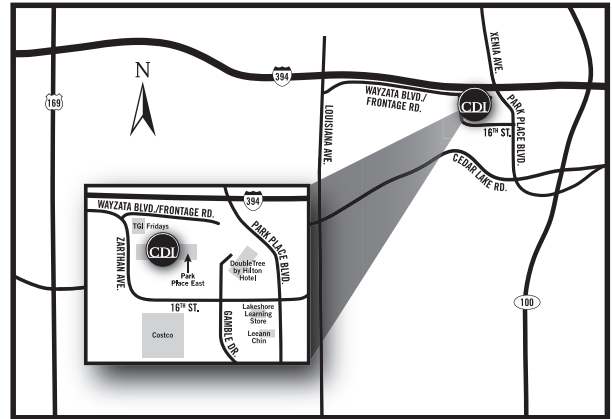 394
XENIA AVE.
N
169
WAYZATA BLVD./
FRONTAGE RD.
CDI
PARK PLACE BLVD.
16TH ST.
LOUISIANA AVE.
CEDAR LAKE RD.
394
WAYZATA BLVD./FRONTAGE RD.
TGI Fridays
PARK PLACE BLVD.
ZARTHAN AVE.
CDI
DoubleTree
by Hilton
Hotel
Park
Place East
16TH ST.
Lakeshore
Learning
Store
GAMBLE DR.
Costco
Leeann
Chin
100